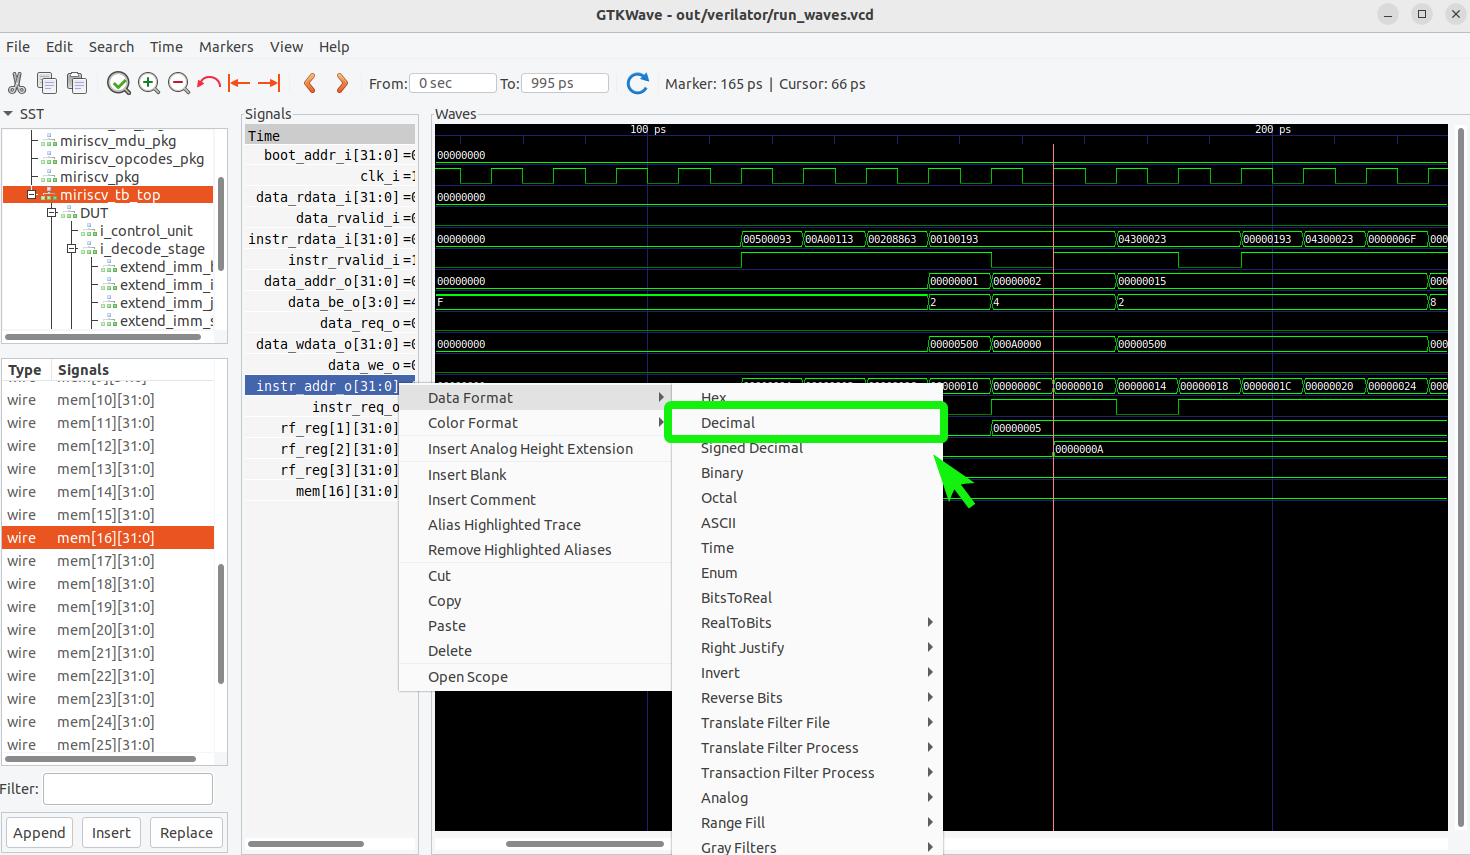 GTKWave - out/verilator/run_waves.vcd
File Edit Search Time Markers View Help
From: 0 sec To: 995 ps Marker: 165 ps | Cursor: 66 ps
SST
miriscv_mdu_pkg
miriscv_opcodes_pkg
miriscv_pkg
miriscv_tb_top
DUT
i_control_unit
i_decode_stage
extend_imm_
extend_imm_i
extend_imm_j
extend_imm_s
Type Signals
wire mem[10][31:0]
wire mem[11][31:0]
wire mem[12][31:0]
wire mem[13][31:0]
wire mem[14][31:0]
wire mem[15][31:0]
wire mem[16][31:0]
wire mem[17][31:0]
wire mem[18][31:0]
wire mem[19][31:0]
wire mem[20][31:0]
wire mem[21][31:0]
wire mem[22][31:0]
wire mem[23][31:0]
wire mem[24][31:0]
wire mem[25][31:0]
Filter:
Append Insert Replace
Signals
Time
boot_addr_i[31:0] =
clk_i =1
data_rdata_i[31:0] =
data_rvalid_i =
instr_rdata_i[31:0] =
instr_rvalid_i =1
data_addr_o[31:0] =
data_be_o[3:0] =4
data_req_o =
data_wdata_o[31:0] =
data_we_o =
instr_addr_o[31:0]
instr_req_o
rf_reg[1][31:0]
rf_reg[2][31:0]
rf_reg[3][31:0]
mem[16][31:0]
Waves
100 ps 200 ps
00000000
00000000
00000000 00500093 00A00113 00208863 00100193 04300023 00000193 04300023 0000006F 000
00000000 00000001 00000002 00000015 000
F 2 4 2 8
00000000 00000500 000A0000 00000500 000
00000010 0000000C 00000010 00000014 00000018 0000001C 00000020 00000024 000
00000005
0000000A
Data Format
Color Format
Insert Analog Height Extension
Insert Blank
Insert Comment
Alias Highlighted Trace
Remove Highlighted Aliases
Cut
Copy
Paste
Delete
Open Scope
Hex
Decimal
Signed Decimal
Binary
Octal
ASCII
Time
Enum
BitsToReal
RealToBits
Right Justify
Invert
Reverse Bits
Translate Filter File
Translate Filter Process
Transaction Filter Process
Analog
Range Fill
Gray Filters